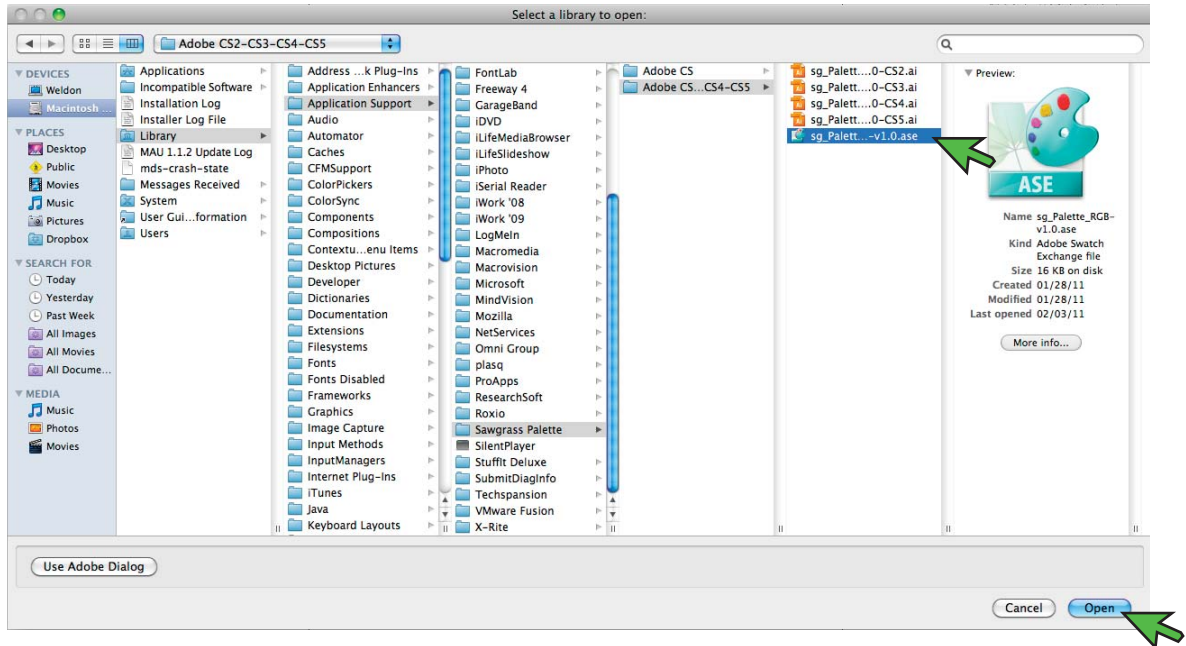 Select a library to open:
Adobe CS2-CS3-CS4-CS5
DEVICES
Weldon
Macintosh ...
PLACES
Desktop
Public
Movies
Music
Pictures
Dropbox
SEARCH FOR
Today
Yesterday
Past Week
All Images
All Movies
All Docume...
MEDIA
Music
Photos
Movies
Applications
Incompatible Software
Installation Log
Installer Log File
Library
MAU 1.1.2 Update Log
mds-crash-state
Messages Received
System
User Gui...formation
Users
Address ...k Plug-Ins
Application Enhancers
Application Support
Audio
Automator
Caches
CFMSupport
ColorPickers
ColorSync
Components
Compositions
Contextu...enu Items
Desktop Pictures
Developer
Dictionaries
Documentation
Extensions
Filesystems
Fonts
Fonts Disabled
Frameworks
Graphics
Image Capture
Input Methods
InputManagers
Internet Plug-Ins
iTunes
Java
Keyboard Layouts
FontLab
Freeway 4
GarageBand
iDVD
iLifeMediaBrowser
iLifeSlideshow
iPhoto
iSerial Reader
iWork '08
iWork '09
LogMeIn
Macromedia
Macrovision
Microsoft
MindVision
Mozilla
NetServices
Omni Group
plasq
ProApps
ResearchSoft
Roxio
Sawgrass Palette
SilentPlayer
StuffIt Deluxe
SubmitDiagInfo
Techspansion
VMware Fusion
X-Rite
Adobe CS
Adobe CS...CS4-CS5
sg_Palett....0-CS2.ai
sg_Palett....0-CS3.ai
sg_Palett....0-CS4.ai
sg_Palett....0-CS5.ai
sg_Palett...-v1.0.ase
Preview:
ASE
Name sg_Palette_RGB-
v1.0.ase
Kind Adobe Swatch
Exchange file
Size 16 KB on disk
Created 01/28/11
Modified 01/28/11
Last opened 02/03/11
More info...
Use Adobe Dialog
Cancel
Open